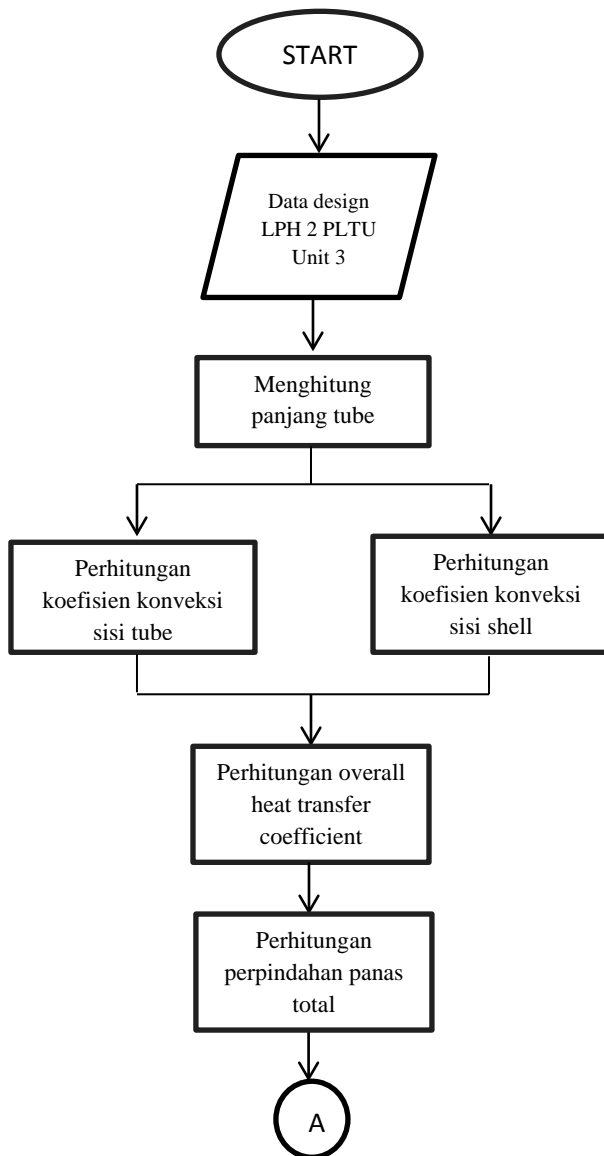 START
Data design
LPH 2 PLTU
Unit 3
Menghitung
panjang tube
Perhitungan
koefisien konveksi
sisi tube
Perhitungan
koefisien konveksi
sisi shell
Perhitungan overall
heat transfer
coefficient
Perhitungan
perpindahan panas
total
A